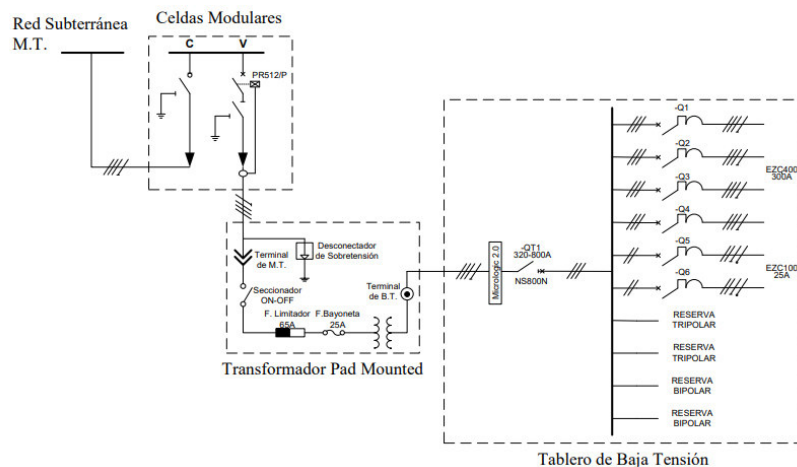 Red Subterránea
M.T.
Celdas Modulares
C
V
PR512/P
Terminal
de M.T.
Desconectador
de Sobretensión
Seccionador
ON-OFF
F. Limitador
65A
F.Bayoneta
25A
Terminal
de B.T.
Transformador Pad Mounted
Micrologic 2.0
-QT1
320-800A
NS800N
-Q1
-Q2
-Q3
-Q4
-Q5
-Q6
EZC400
300A
EZC100
25A
RESERVA
TRIPOLAR
RESERVA
TRIPOLAR
RESERVA
BIPOLAR
RESERVA
BIPOLAR
Tablero de Baja Tensión